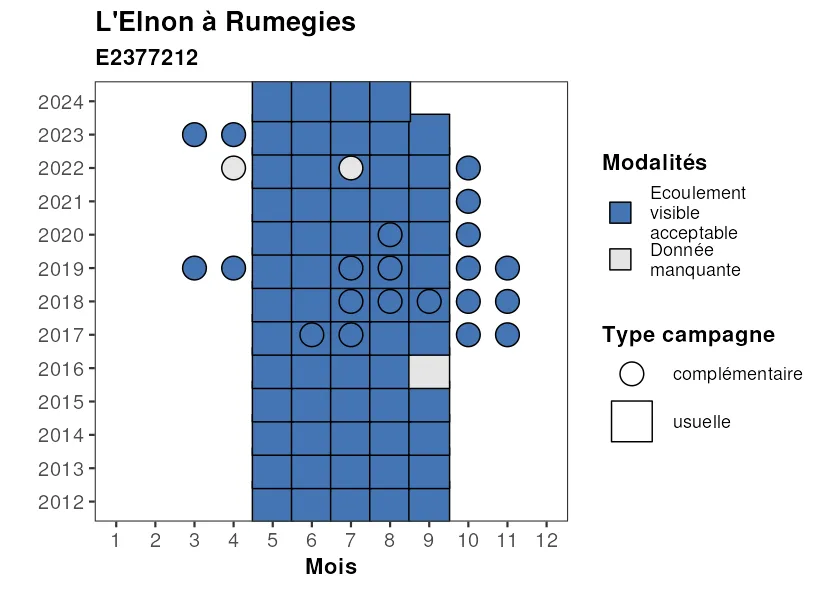 L'Elnon à Rumegies
E2377212
2024
2023
2022
2021
2020
2019
2018
2017
2016
2015
2014
2013
2012
1 2 3 4 5 6 7 8 9 10 11 12
Mois
Modalités
Ecoulement
visible
acceptable
Donnée
manquante
Type campagne
complémentaire
usuelle